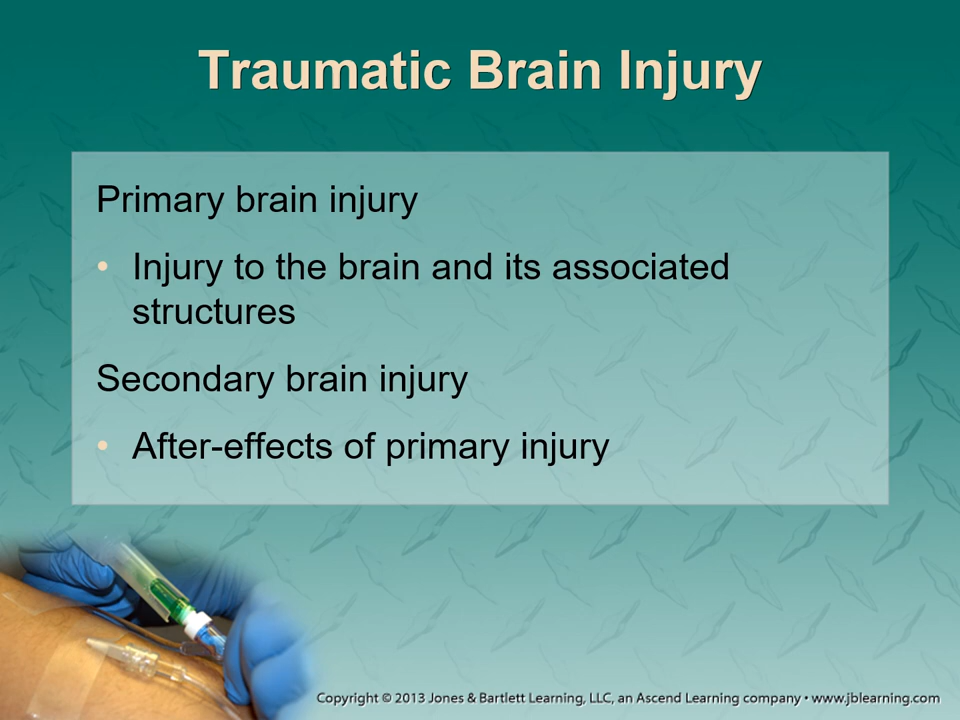 Traumatic Brain Injury
Primary brain injury
• Injury to the brain and its associated
structures
Secondary brain injury
• After-effects of primary injury
Copyright © 2013 Jones & Bartlett Learning, LLC, an Ascend Learning company • www.jblearning.com